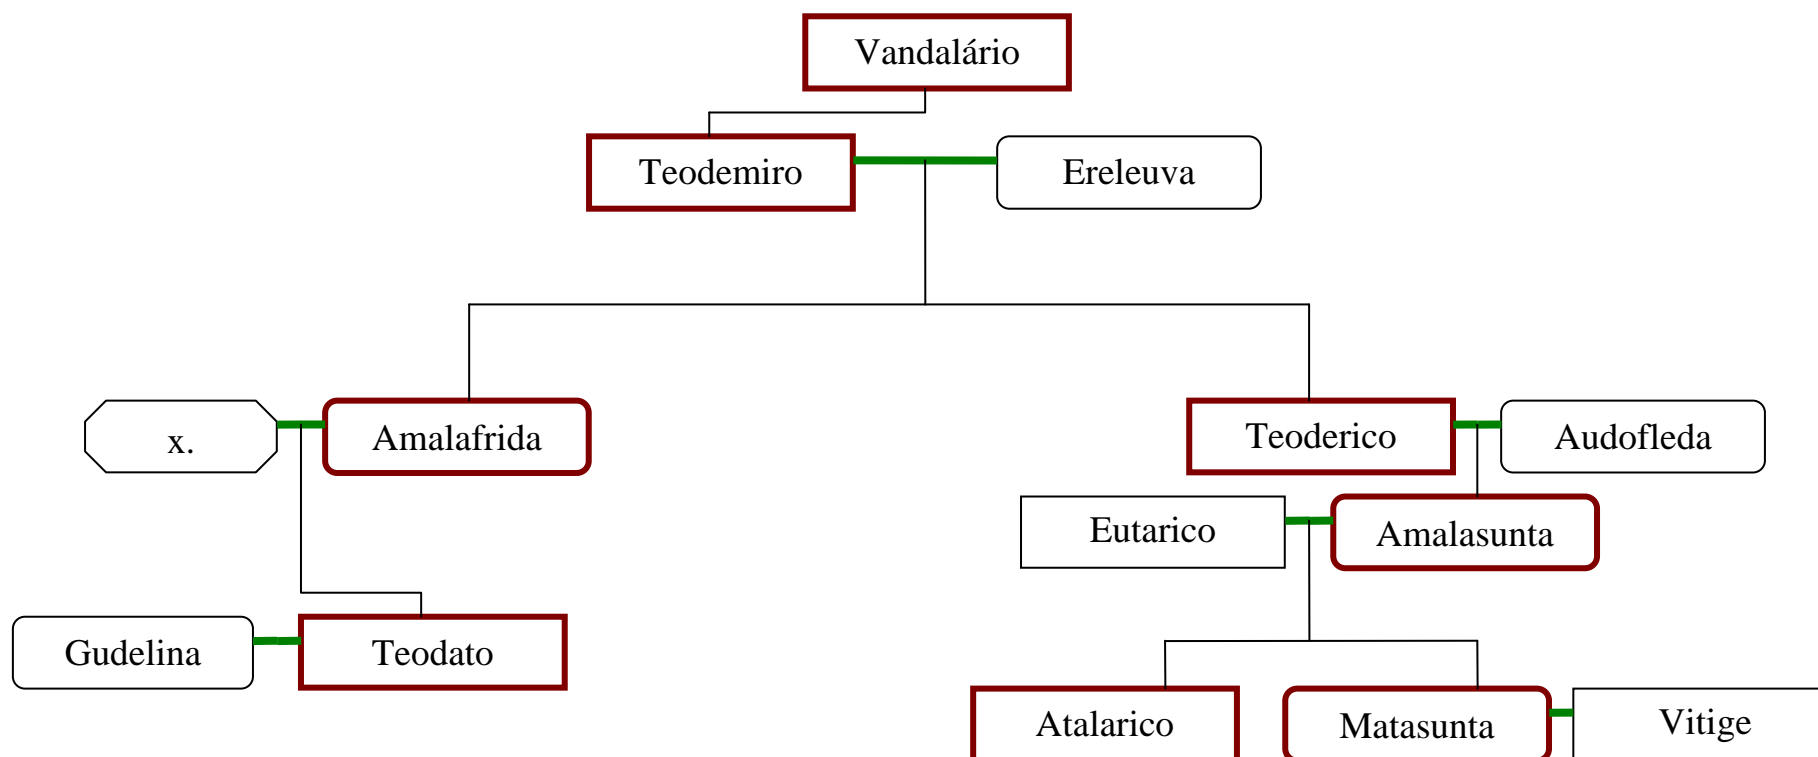 Vandalário
Teodemiro
Ereleuva
x.
Amalafrida
Teoderico
Audofleda
Eutarico
Amalasunta
Gudelina
Teodato
Atalarico
Matasunta
Vitige